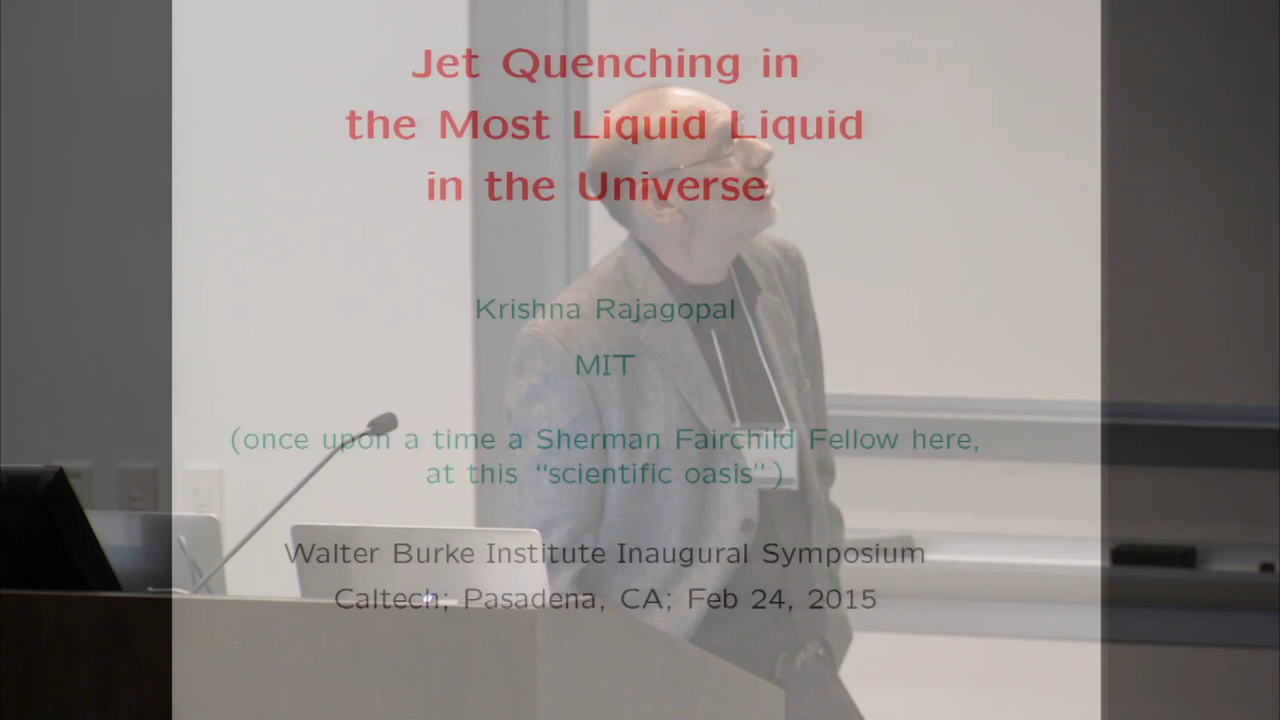 Jet Quenching in
the Most Liquid Liquid
in the Universe
Krishna Rajagopal
MIT
(once upon a time a Sherman Fairchild Fellow here,
at this “scientific oasis”)
Walter Burke Institute Inaugural Symposium
Caltech; Pasadena, CA; Feb 24, 2015